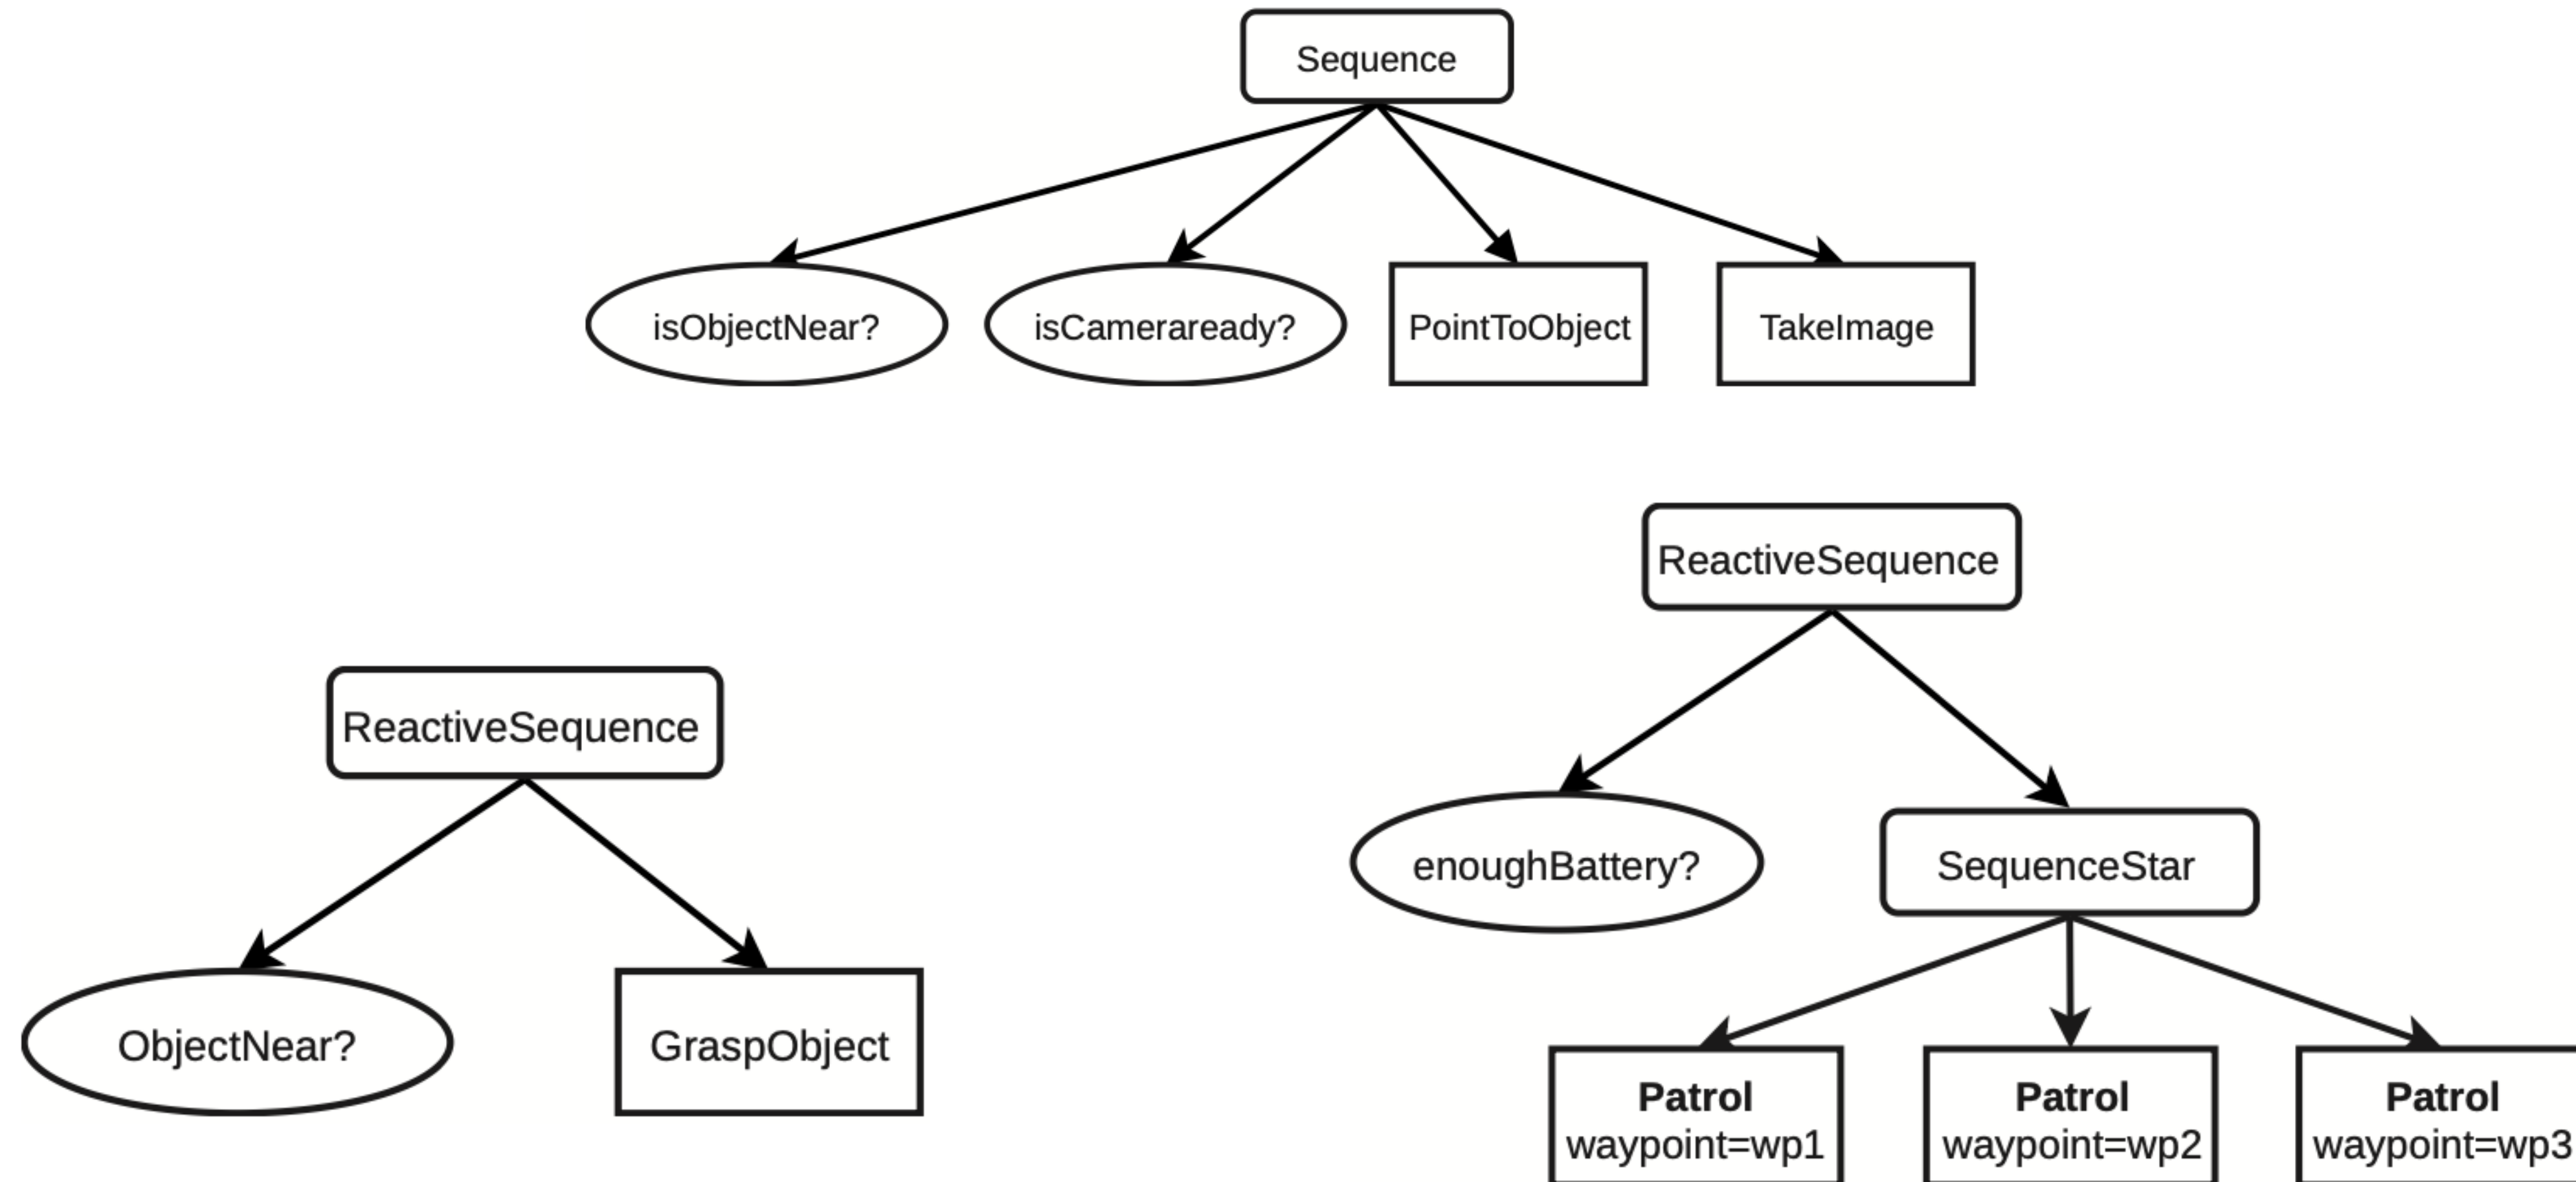 Sequence
isObjectNear?
isCameraready?
PointToObject
TakeImage
ReactiveSequence
ObjectNear?
GraspObject
ReactiveSequence
enoughBattery?
SequenceStar
Patrol
waypoint=wp1
Patrol
waypoint=wp2
Patrol
waypoint=wp3